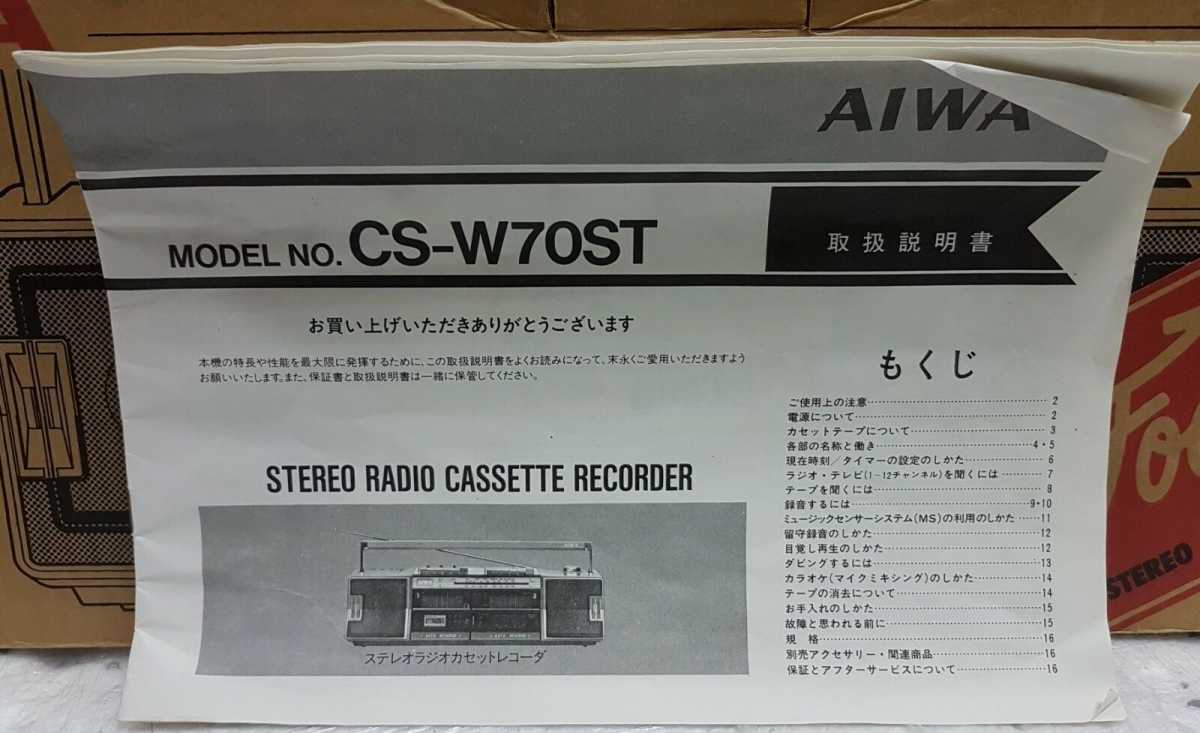 AIWA
MODEL NO. CS-W70ST
取扱説明書
お買い上げいただきありがとうございます
本機の特長や性能を最大限に発揮するために、この取扱説明書をよくお読みになって、末永くご愛用いただきますよう
お願いいたします。また、保証書と取扱説明書は一緒に保管してください。
STEREO RADIO CASSETTE RECORDER
ステレオラジオカセットレコーダ
もくじ
ご使用上の注意 2
電源について 2
カセットテープについて 3
各部の名称と働き 4・5
現在時刻/タイマーの設定のしかた 6
ラジオ・テレビ(1-12チャンネル)を聞くには 7
テープを聞くには 8
録音するには 9・10
ミュージックセンサーシステム(MS)の利用のしかた 11
留守録音のしかた 12
目覚し再生のしかた 12
ダビングするには 13
カラオケ(マイクミキシング)のしかた 14
テープの消去について 14
お手入れのしかた 15
故障と思われる前に 15
規格 16
別売アクセサリー・関連商品 16
保証とアフターサービスについて 16
STEREO